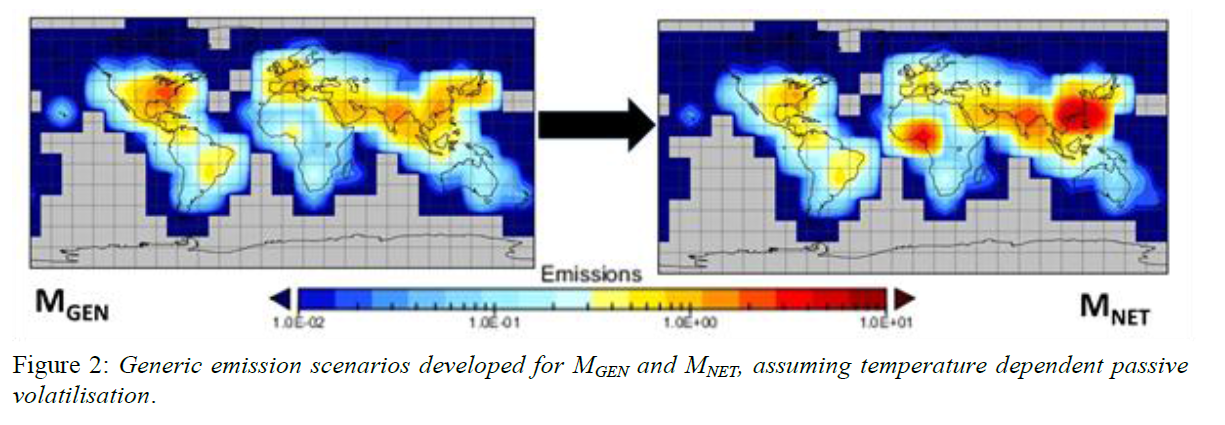 Emissions
M_GEN
M_NET
1.0E-02 1.0E-01 1.0E+00 1.0E+01
Figure 2: Generic emission scenarios developed for M_GEN and M_NET, assuming temperature dependent passive
volatilisation.